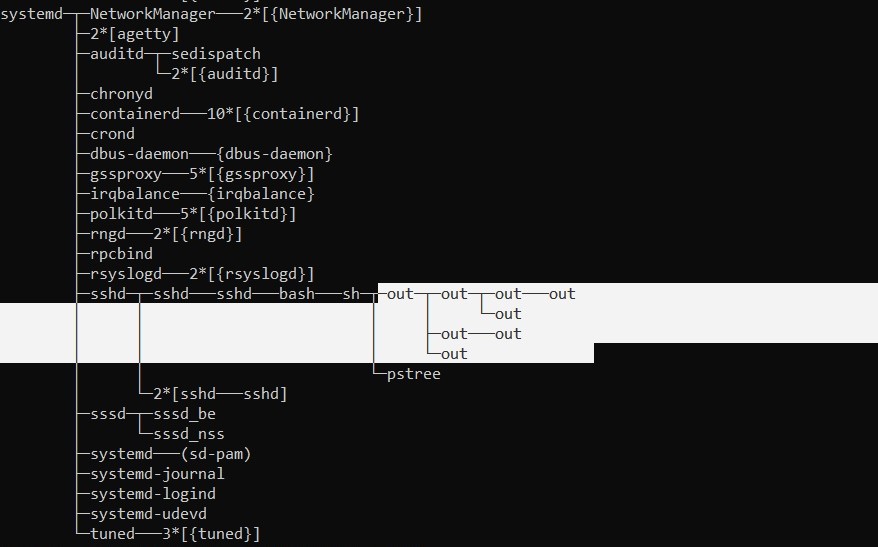 systemd─┬─NetworkManager───2*[{NetworkManager}]
        ├─2*[agetty]
        ├─auditd─┬─sedispatch
        │        └─2*[{auditd}]
        ├─chronyd
        ├─containerd───10*[{containerd}]
        ├─crond
        ├─dbus-daemon───{dbus-daemon}
        ├─gssproxy───5*[{gssproxy}]
        ├─irqbalance───{irqbalance}
        ├─polkitd───5*[{polkitd}]
        ├─rngd───2*[{rngd}]
        ├─rpcbind
        ├─rsyslogd───2*[{rsyslogd}]
        ├─sshd─┬─sshd───sshd───bash───sh─┬─out─┬─out─┬─out───out
        │      │                         │     │     └─out
        │      │                         │     ├─out───out
        │      │                         │     └─out
        │      │                         └─pstree
        │      └─2*[sshd───sshd]
        ├─sssd─┬─sssd_be
        │      └─sssd_nss
        ├─systemd───(sd-pam)
        ├─systemd-journal
        ├─systemd-logind
        ├─systemd-udevd
        └─tuned───3*[{tuned}]